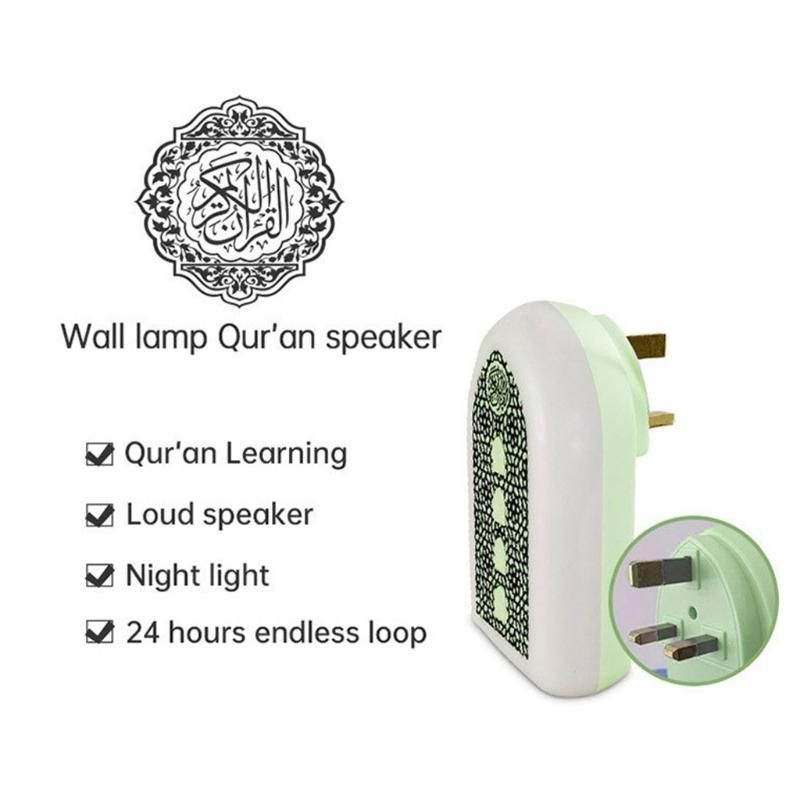 القرآن الكريم
Wall lamp Qur'an speaker
Qur'an Learning
Loud speaker
Night light
24 hours endless loop